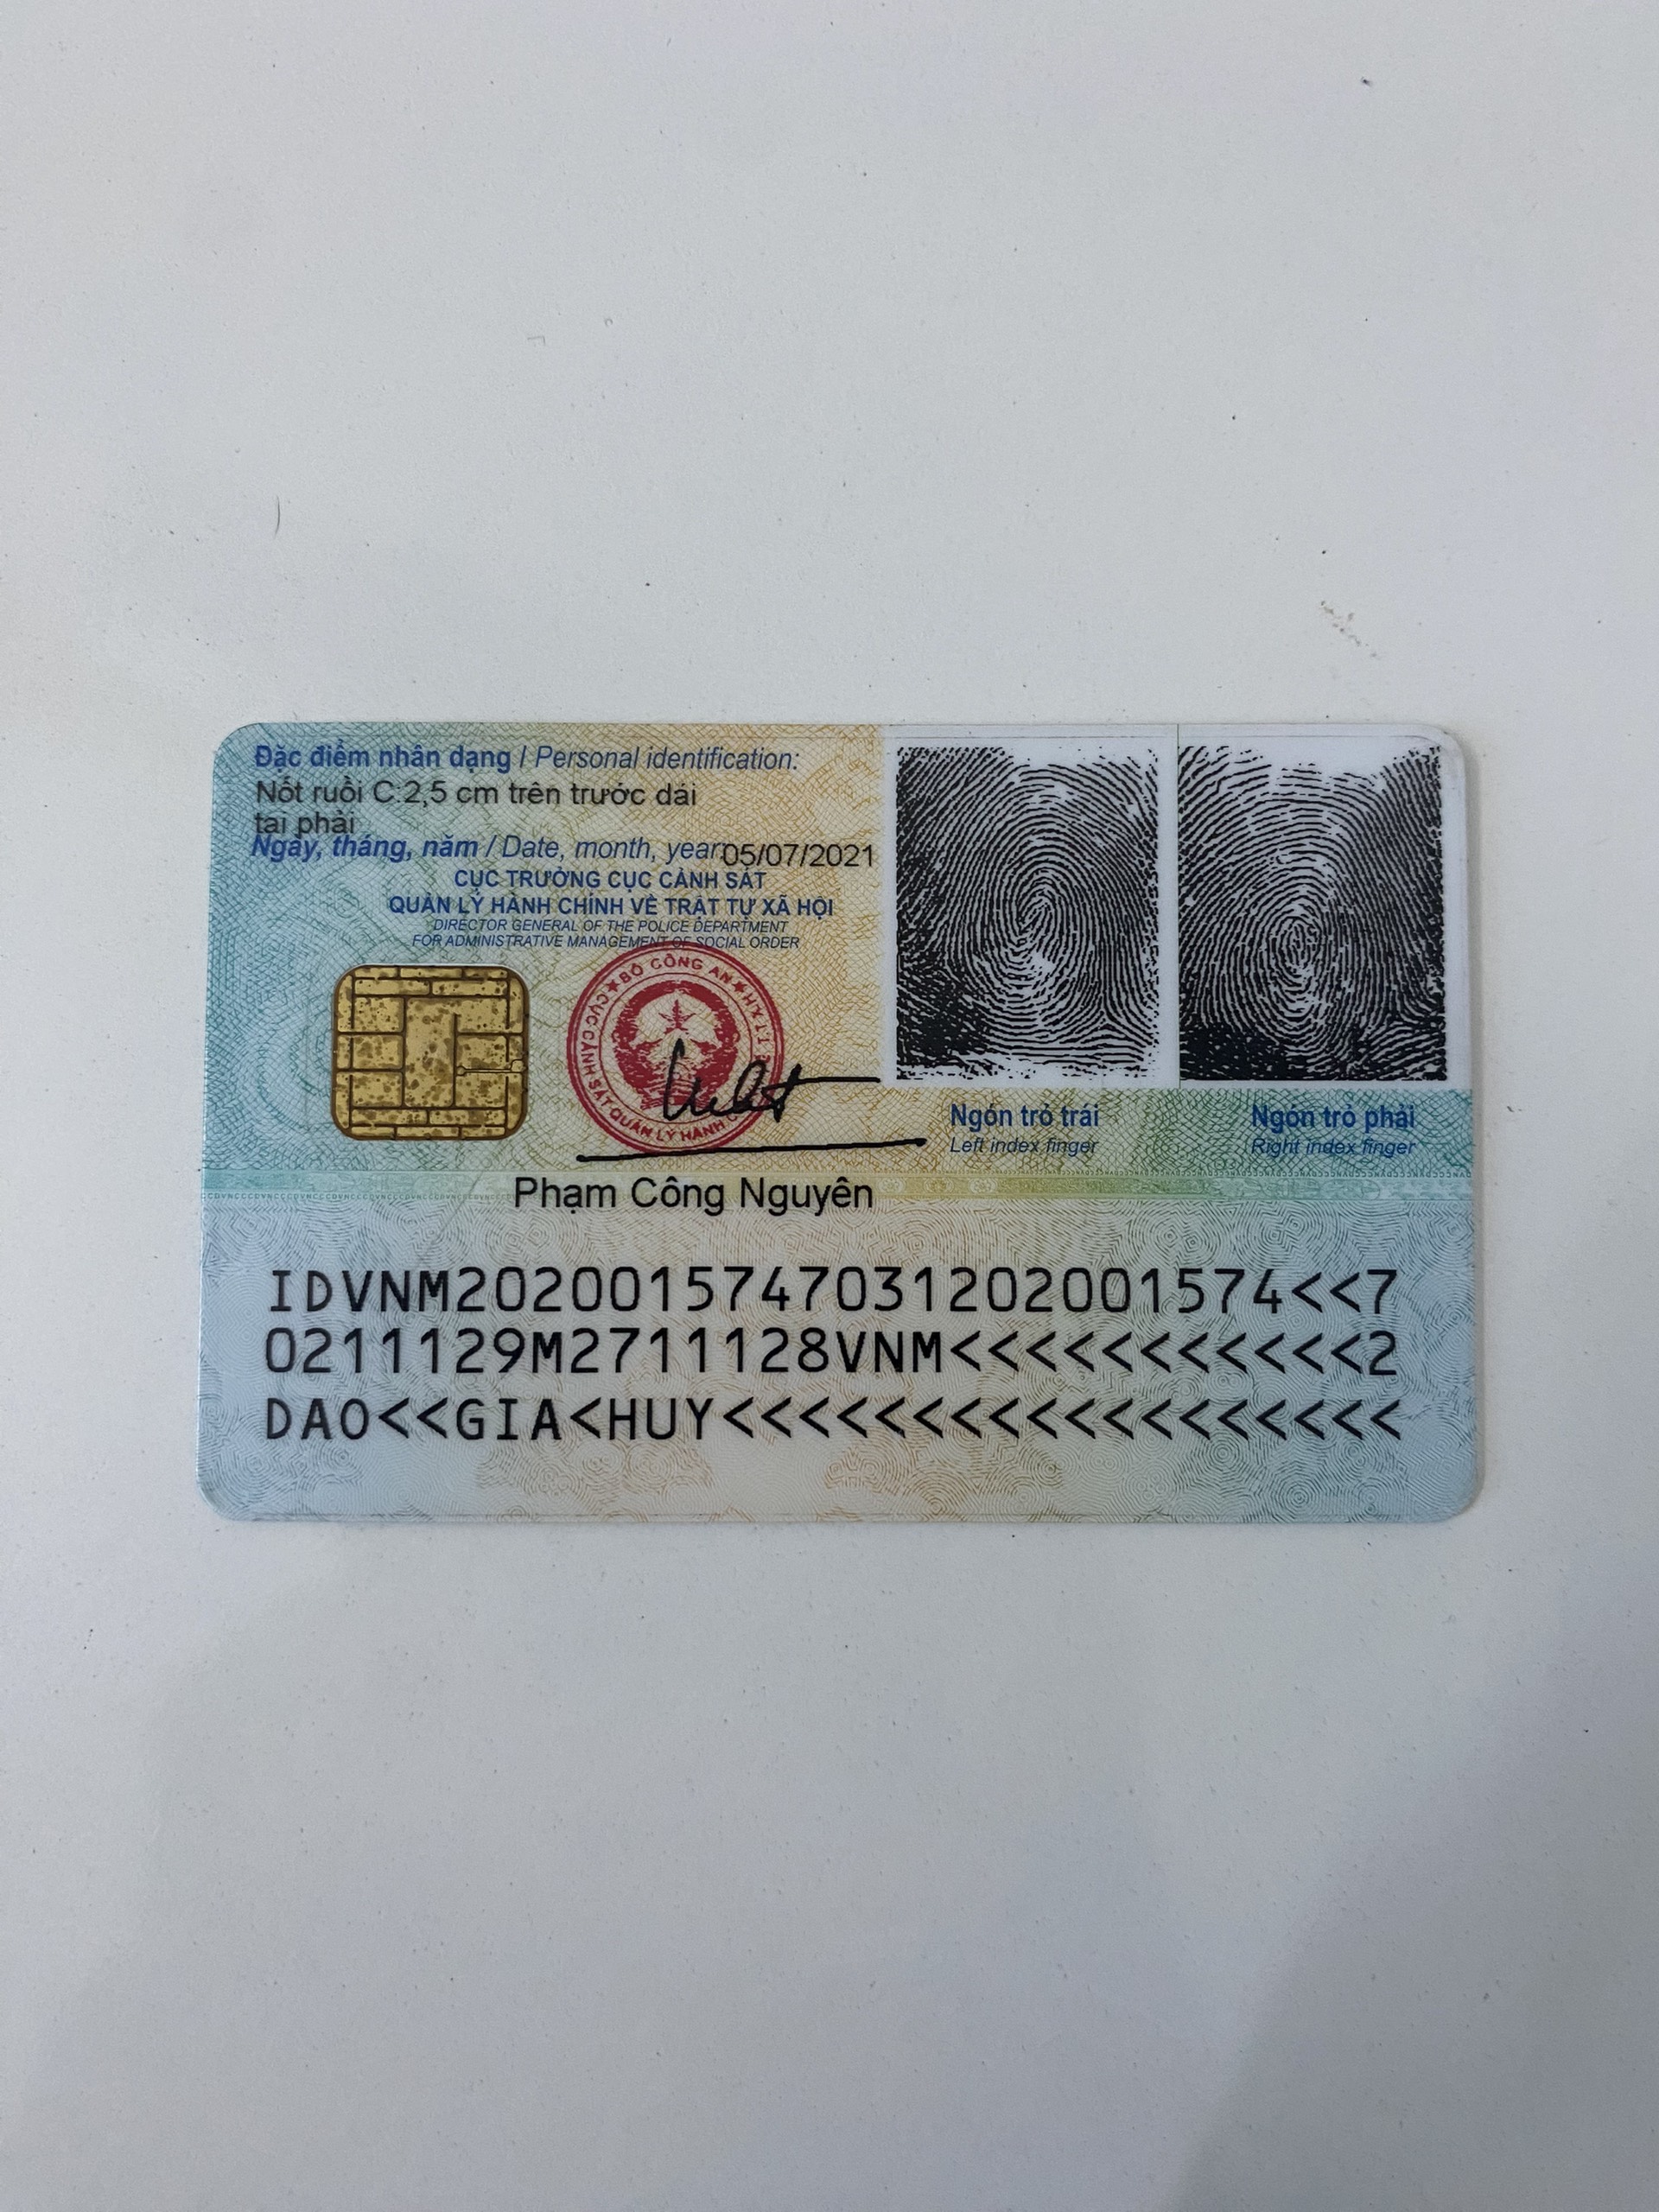 Đặc điểm nhân dạng / Personal identification:
Nốt ruồi C:2,5 cm trên trước dái
tai phải
Ngày, tháng, năm / Date, month, year:05/07/2021
CỤC TRƯỞNG CỤC CẢNH SÁT
QUẢN LÝ HÀNH CHÍNH VỀ TRẬT TỰ XÃ HỘI
DIRECTOR GENERAL OF THE POLICE DEPARTMENT
FOR ADMINISTRATIVE MANAGEMENT OF SOCIAL ORDER
BỘ CÔNG AN
CỤC CẢNH SÁT QUẢN LÝ HÀNH
Phạm Công Nguyên
Ngón trỏ trái
Left index finger
Ngón trỏ phải
Right index finger
IDVNM2020015747031202001574<<7
0211129M2711128VNM<<<<<<<<<<<<2
DAO<<GIA<HUY<<<<<<<<<<<<<<<<<<